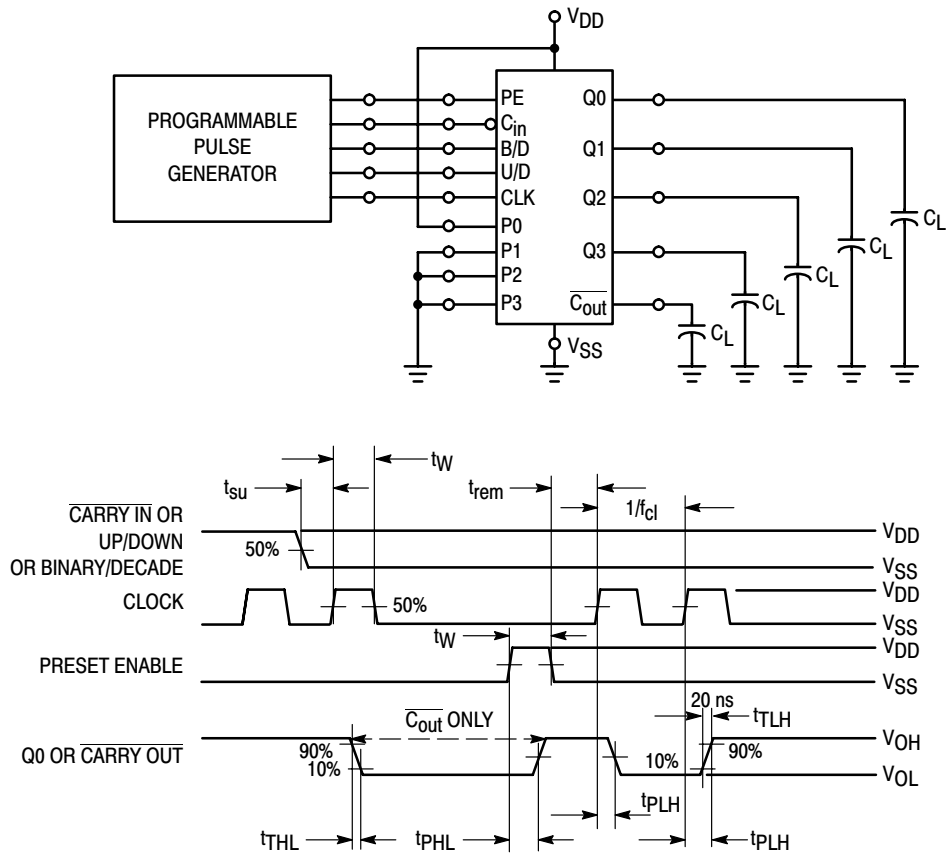 VDD
PROGRAMMABLE
PULSE
GENERATOR
PE
Cin
B/D
U/D
CLK
P0
P1
P2
P3
Q0
Q1
Q2
Q3
Cout
VSS
CL
CL
CL
CL
CL
tW
tsu
trem
1/fcl
CARRY IN OR
UP/DOWN
OR BINARY/DECADE
50%
VDD
VSS
CLOCK
50%
VDD
VSS
tW
PRESET ENABLE
VDD
VSS
20 ns
tTLH
Cout ONLY
Q0 OR CARRY OUT
90%
10%
10%
90%
VOH
VOL
tPLH
tTHL
tPHL
tPLH